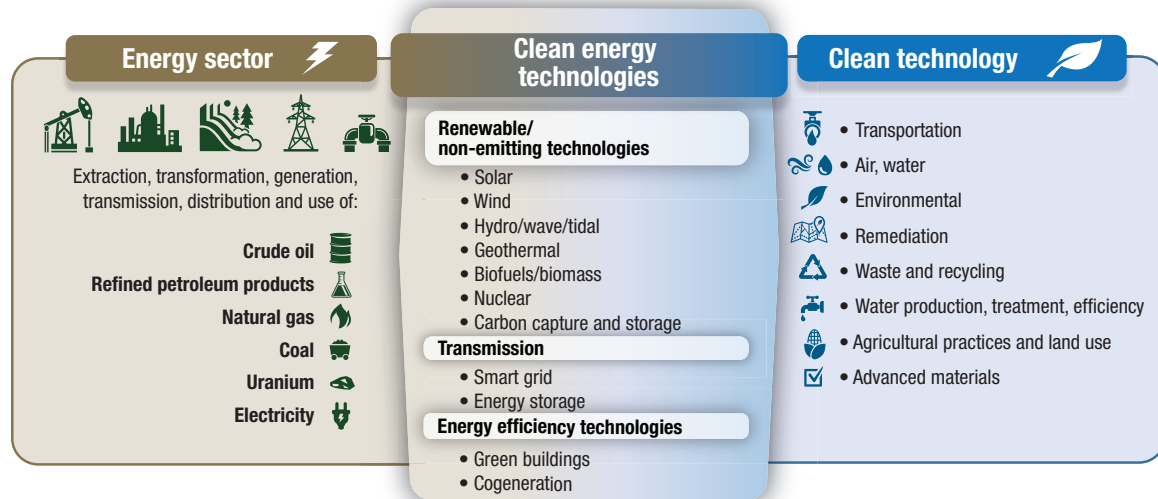 Energy sector
Extraction, transformation, generation,
transmission, distribution and use of:
Crude oil
Refined petroleum products
Natural gas
Coal
Uranium
Electricity
Clean energy
technologies
Renewable/
non-emitting technologies
• Solar
• Wind
• Hydro/wave/tidal
• Geothermal
• Biofuels/biomass
• Nuclear
• Carbon capture and storage
Transmission
• Smart grid
• Energy storage
Energy efficiency technologies
• Green buildings
• Cogeneration
Clean technology
• Transportation
• Air, water
• Environmental
• Remediation
• Waste and recycling
• Water production, treatment, efficiency
• Agricultural practices and land use
• Advanced materials